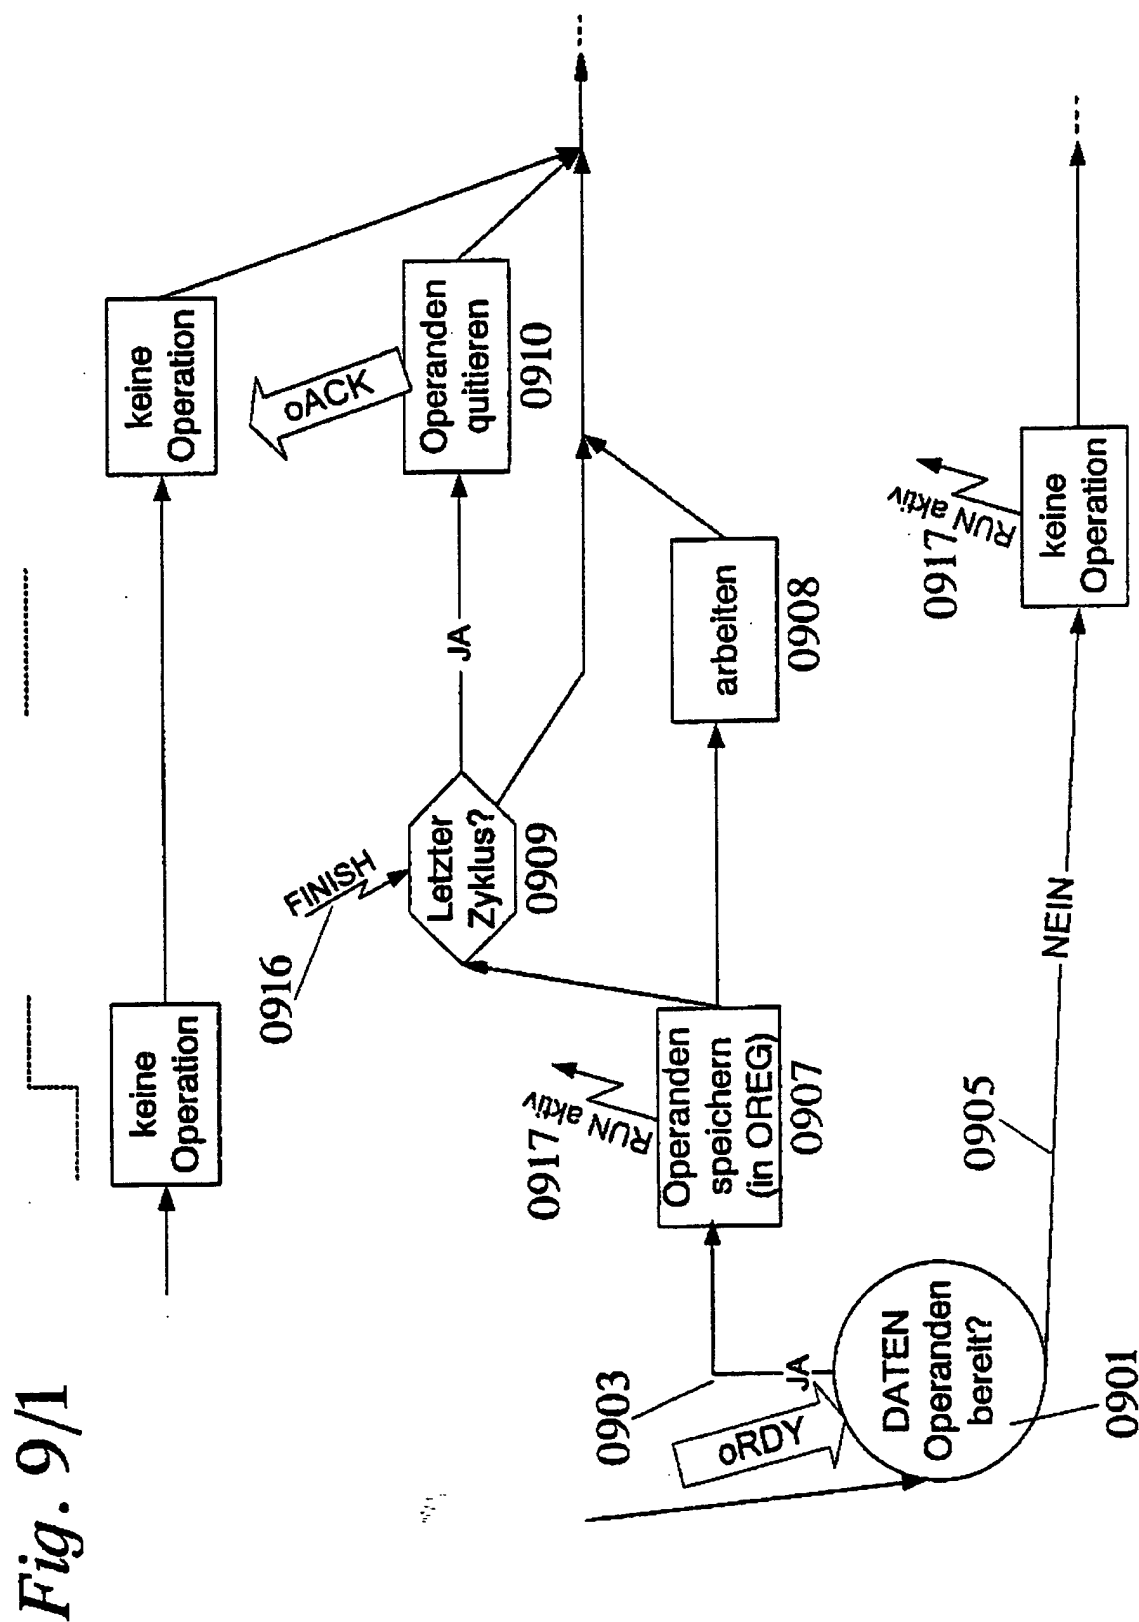 Fig. 9/1
keine
Operation
keine
Operation
0916
FINISH
Letzter
Zyklus?
0909
JA
oACK
Operanden
quitieren
0910
0917
RUN aktiv
Operanden
speichern
(in OREG)
0907
arbeiten
0908
0903
JA
oRDY
DATEN
Operanden
bereit?
0901
0905
NEIN
0917
RUN aktiv
keine
Operation